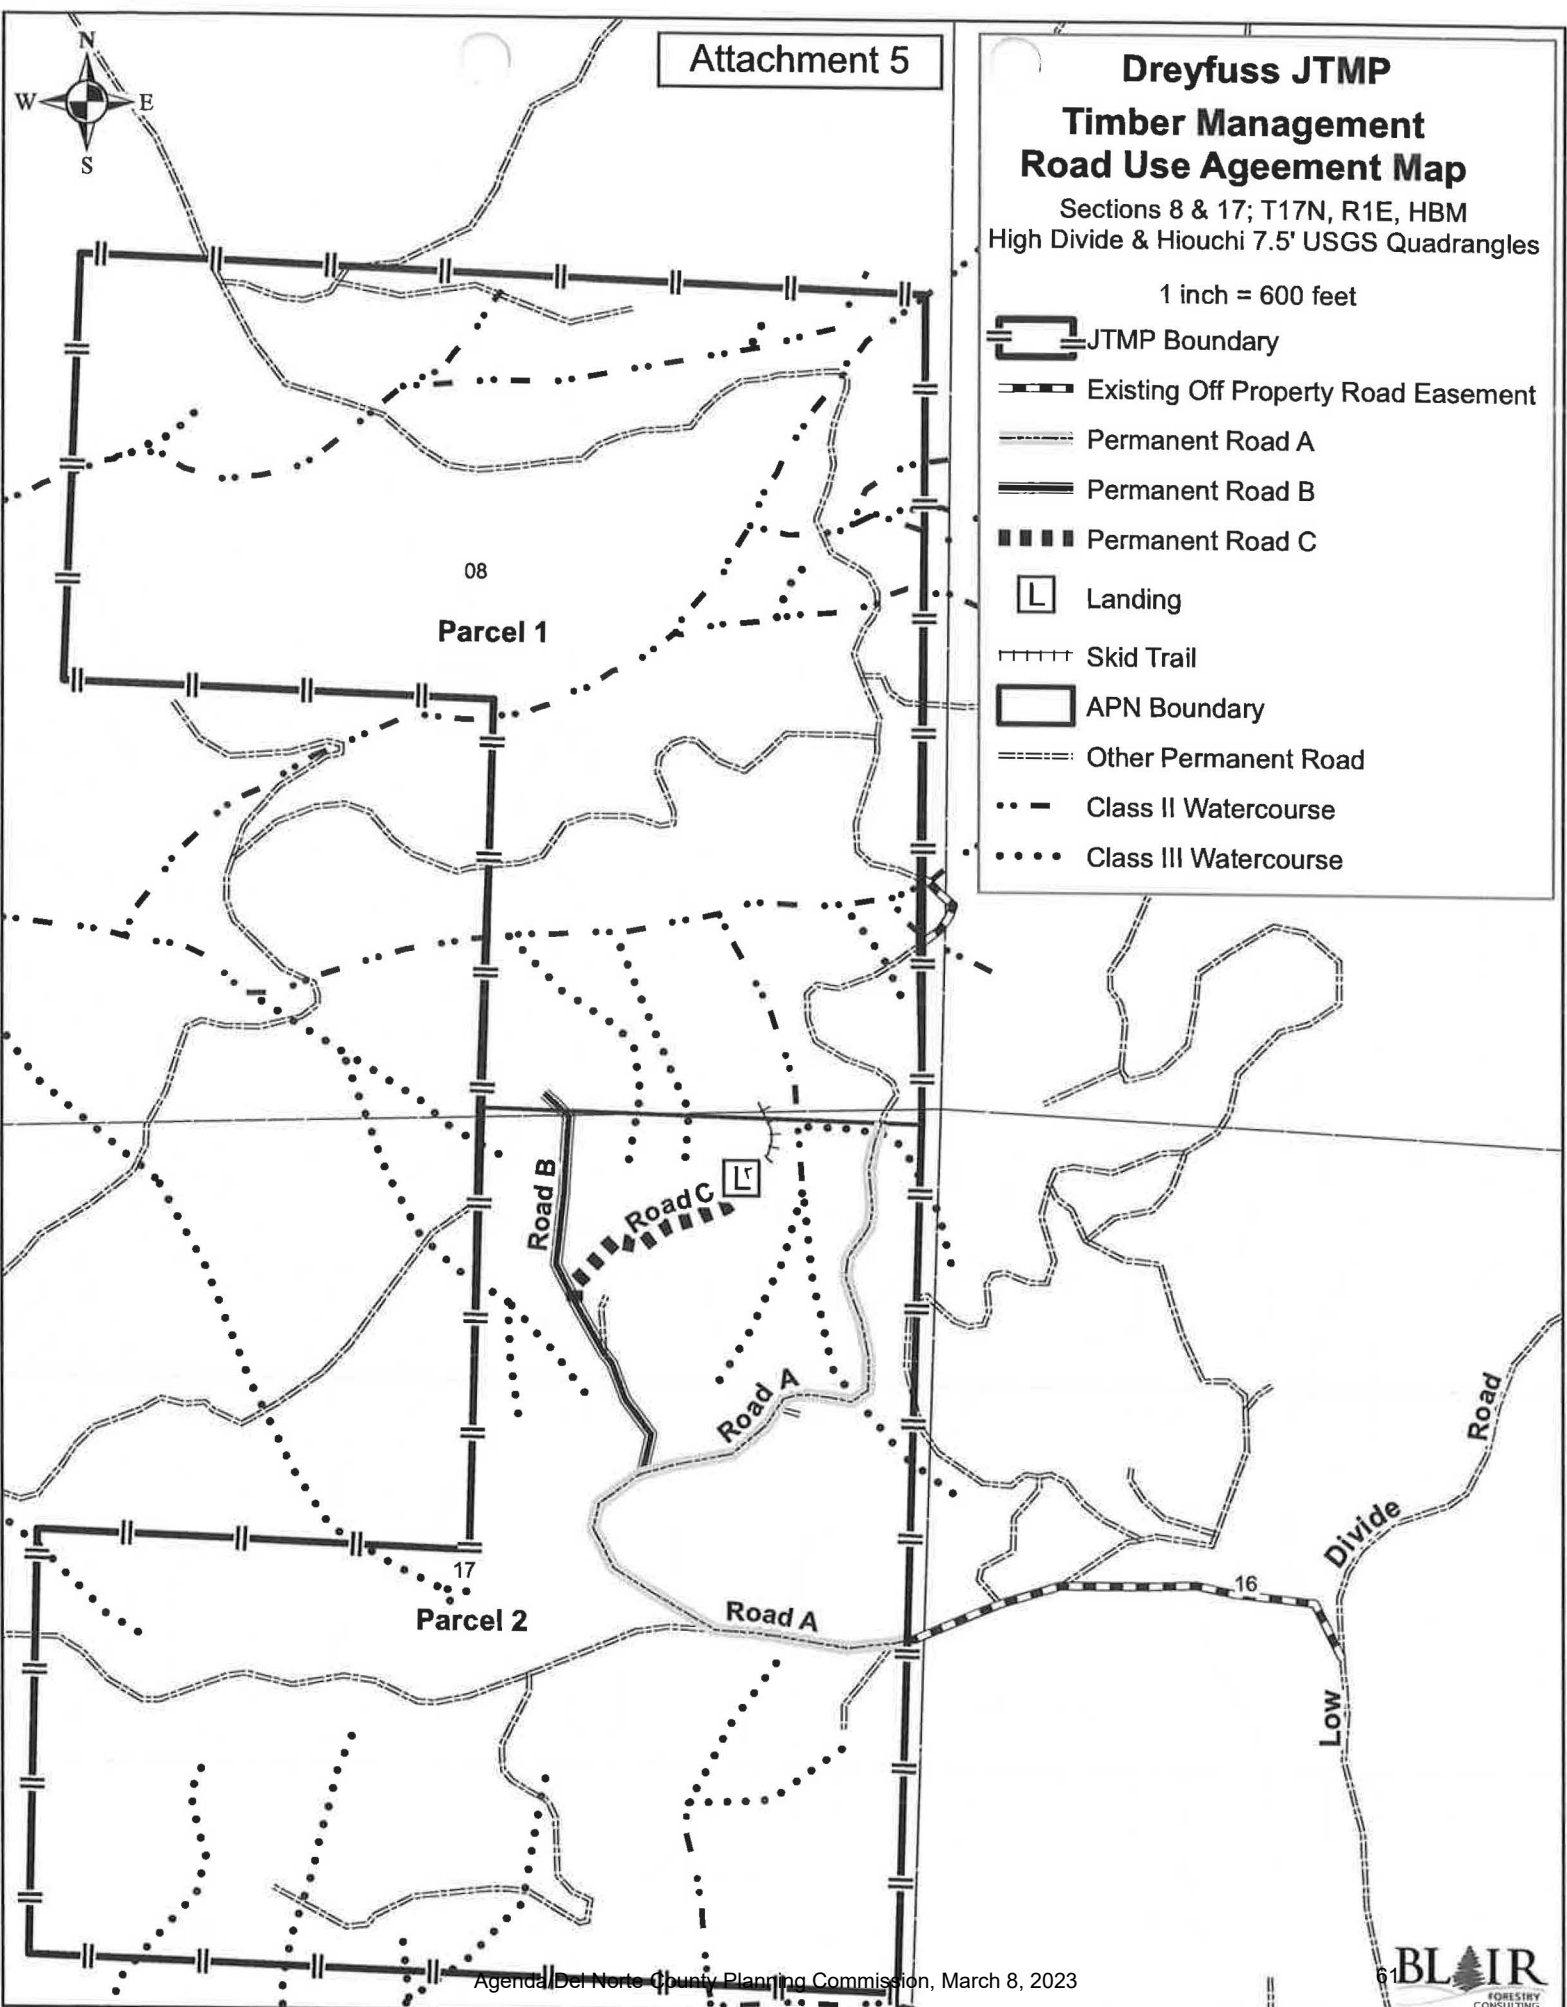 Attachment 5
N
W
E
S
Dreyfuss JTMP
Timber Management
Road Use Ageement Map
Sections 8 & 17; T17N, R1E, HBM
High Divide & Hiouchi 7.5' USGS Quadrangles
1 inch = 600 feet
JTMP Boundary
Existing Off Property Road Easement
Permanent Road A
Permanent Road B
Permanent Road C
L
Landing
Skid Trail
APN Boundary
Other Permanent Road
Class II Watercourse
Class III Watercourse
08
Parcel 1
Road B
Road C
L
Road A
Road
Divide
Low
17
Parcel 2
Road A
16
Agenda/Del Norte County Planning Commission, March 8, 2023
61
BLAIR
FORESTRY
CONSULTING